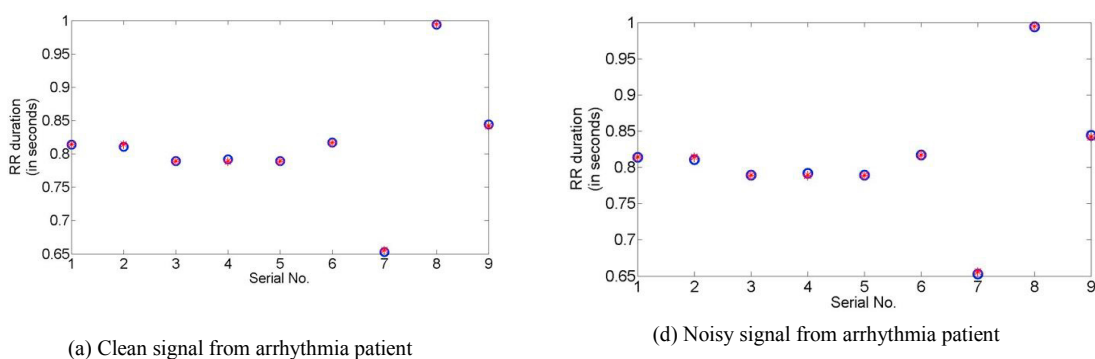 1
0.95
0.9
0.85
0.8
0.75
0.7
0.65
RR duration
(in seconds)
1 2 3 4 5 6 7 8 9
Serial No.
(a) Clean signal from arrhythmia patient
1
0.95
0.9
0.85
0.8
0.75
0.7
0.65
RR duration
(in seconds)
1 2 3 4 5 6 7 8 9
Serial No.
(d) Noisy signal from arrhythmia patient